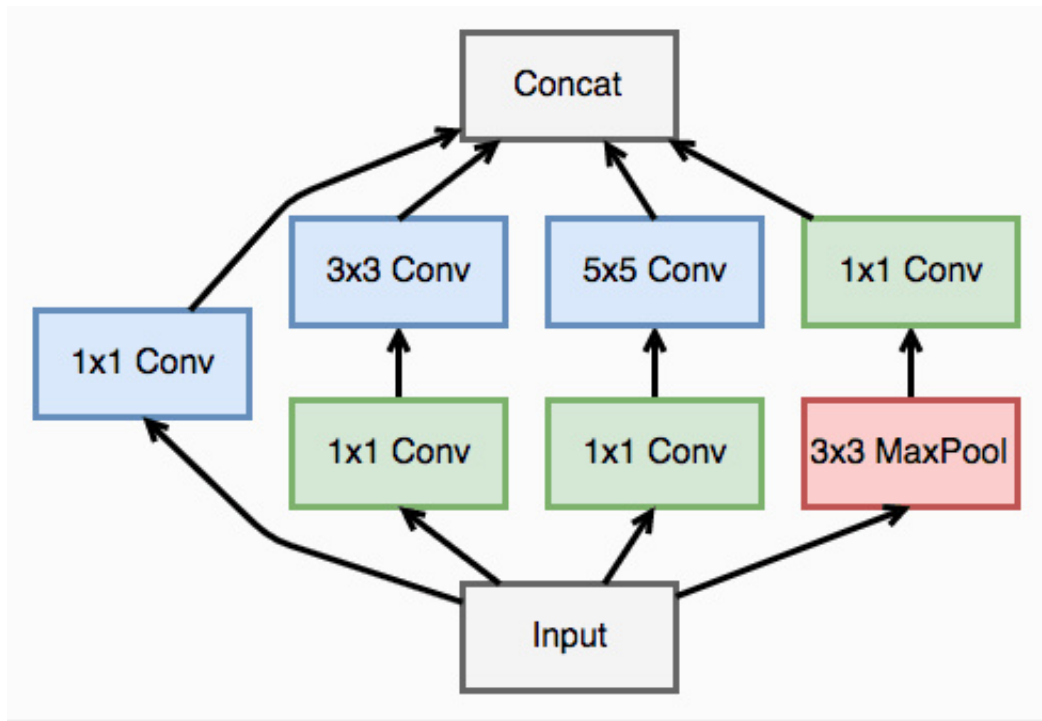 Concat
3x3 Conv
5x5 Conv
1x1 Conv
1x1 Conv
1x1 Conv
1x1 Conv
3x3 MaxPool
Input